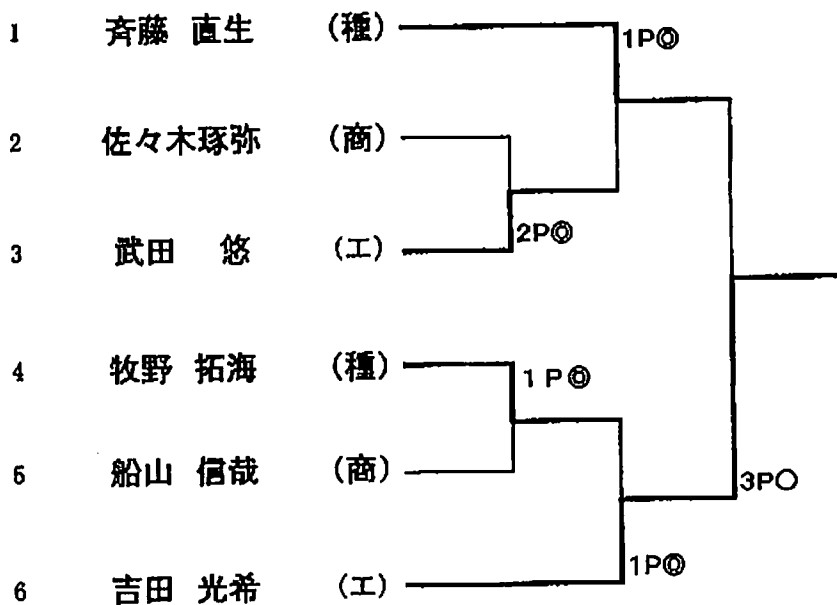 1 斉藤 直生 (種) 1P◎
2 佐々木琢弥 (商)
3 武田 悠 (工) 2P◎
4 牧野 拓海 (種) 1P◎
5 船山 信哉 (商) 3P○
6 吉田 光希 (工) 1P◎